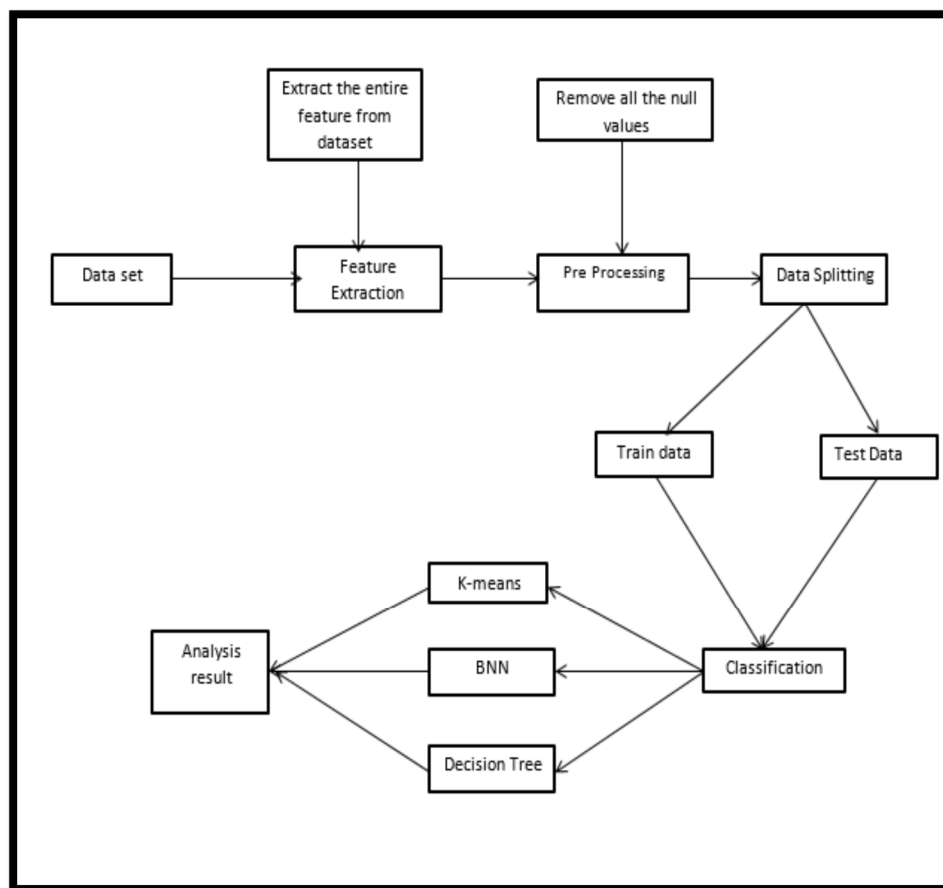 Extract the entire
feature from
dataset
Remove all the null
values
Data set
Feature
Extraction
Pre Processing
Data Splitting
Train data
Test Data
K-means
Analysis
result
BNN
Classification
Decision Tree